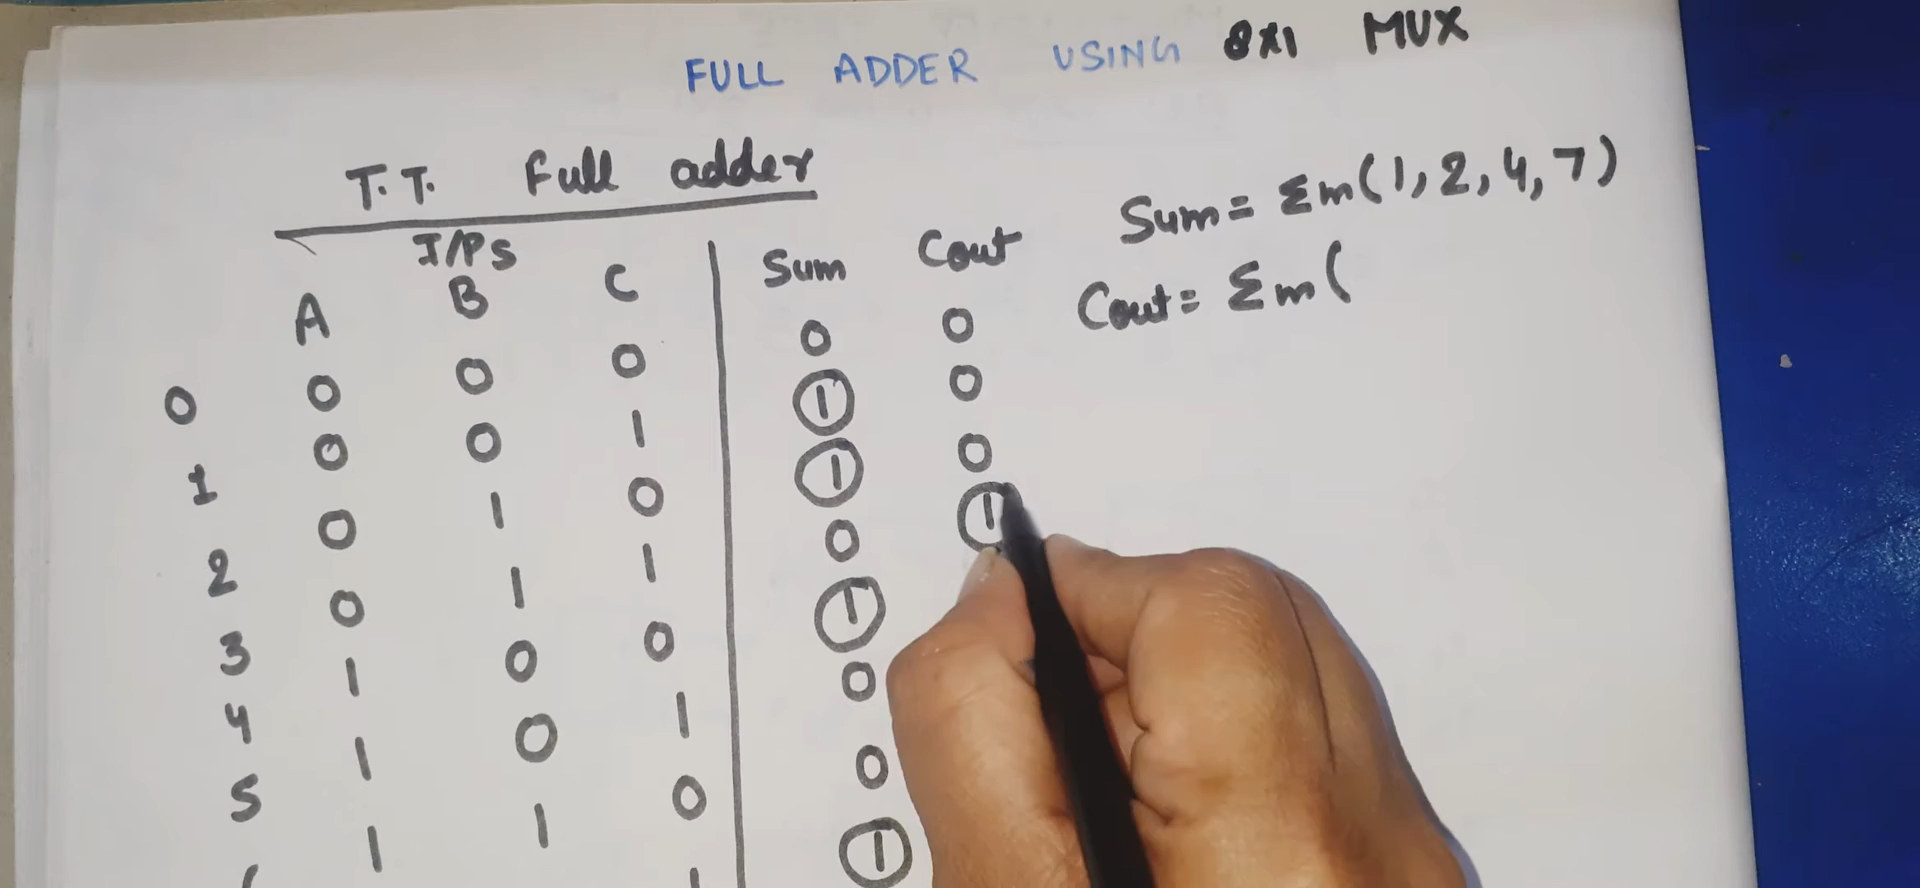 FULL ADDER USING 8X1 MUX
T.T. Full adder
Sum = Σm(1, 2, 4, 7)
I/PS
A B C Sum Cout
Cout = Σm(
0 0 0 0 0 0
1 0 0 1 1 0
2 0 1 0 1 0
3 0 1 1 0 1
4 1 0 0 1
5 1 0 1 0
1 1 0 0
1